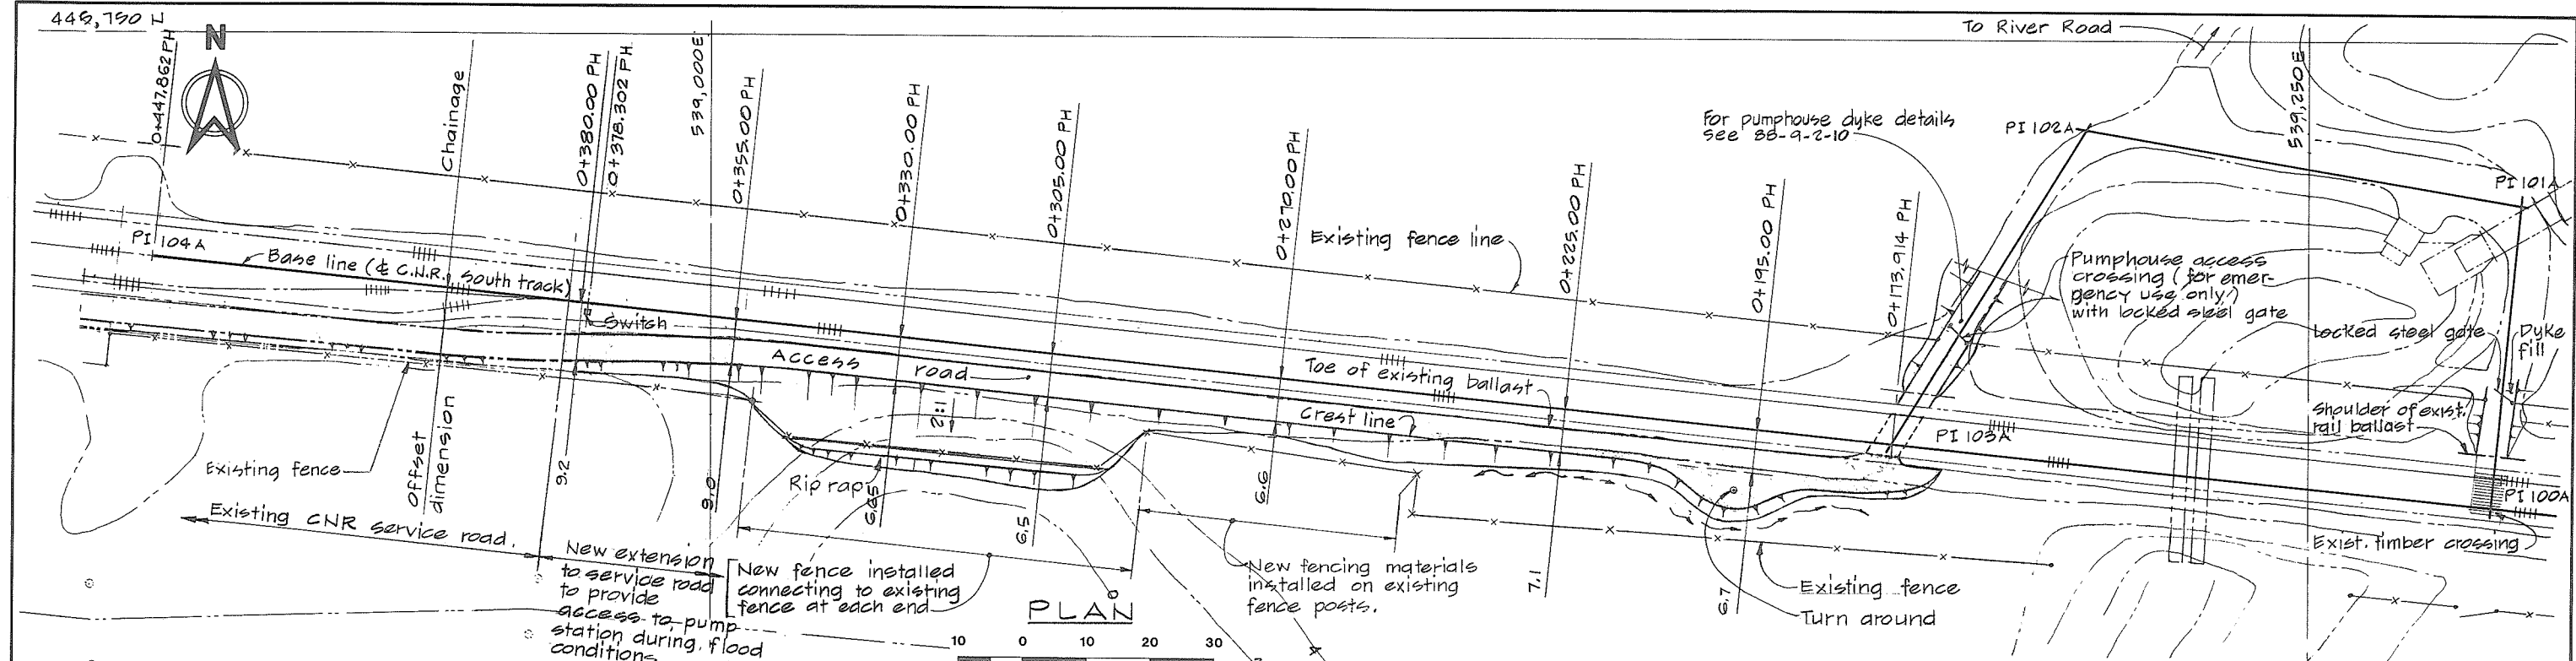 445,750 N
N
0+447.862 PH
Chainage
0+380.00 PH
0+378.302 PH
539,000E
0+355.00 PH
0+330.00 PH
0+305.00 PH
0+270.00 PH
0+225.00 PH
0+195.00 PH
0+173.914 PH
To River Road
539,250E
For pumphouse dyke details
see 88-9-2-10
PI 102A
PI 101A
Existing fence line
Pumphouse access
crossing (for emer-
gency use only)
with locked steel gate
Locked steel gate
Dyke
fill
PI 104A
Base line (℄ C.N.R. south track)
Switch
Access road
Toe of existing ballast
Crest line
2:1
PI 103A
Shoulder of exist.
rail ballast
PI 100A
Exist. timber crossing
Existing fence
Offset
dimension
9.2
9.0
Rip rap
6.65
6.5
6.6
7.1
6.7
Existing CNR service road.
New extension
to service road
to provide
access to pump
station during flood
conditions
New fence installed
connecting to existing
fence at each end
New fencing materials
installed on existing
fence posts.
Existing fence
Turn around
PLAN
10 0 10 20 30